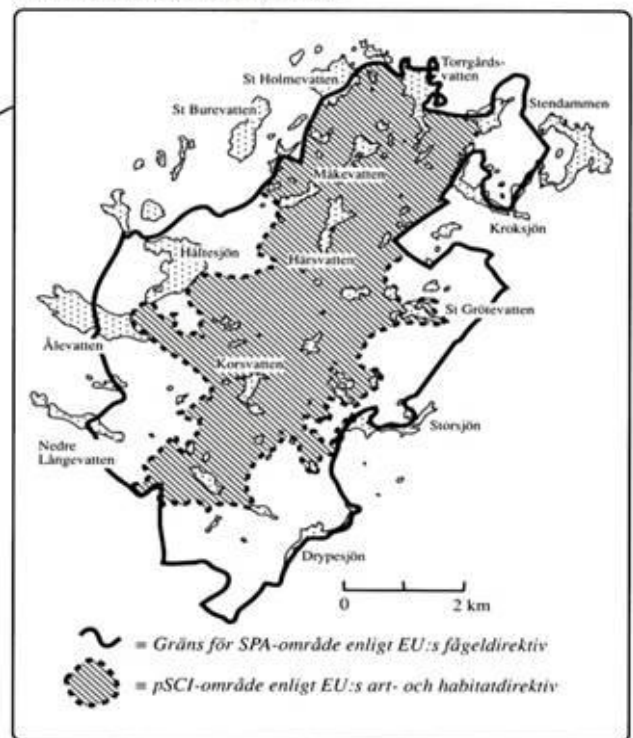 St Holmevatten
Torrgårds-
vatten
Stendammen
St Burevatten
Måkevatten
Kroksjön
Håltesjön
Härsvatten
St Grötevatten
Ålevatten
Korsvatten
Storsjön
Nedre
Långevatten
Drypesjön
0 2 km
= Gräns för SPA-område enligt EU:s fågeldirektiv
= pSCI-område enligt EU:s art- och habitatdirektiv